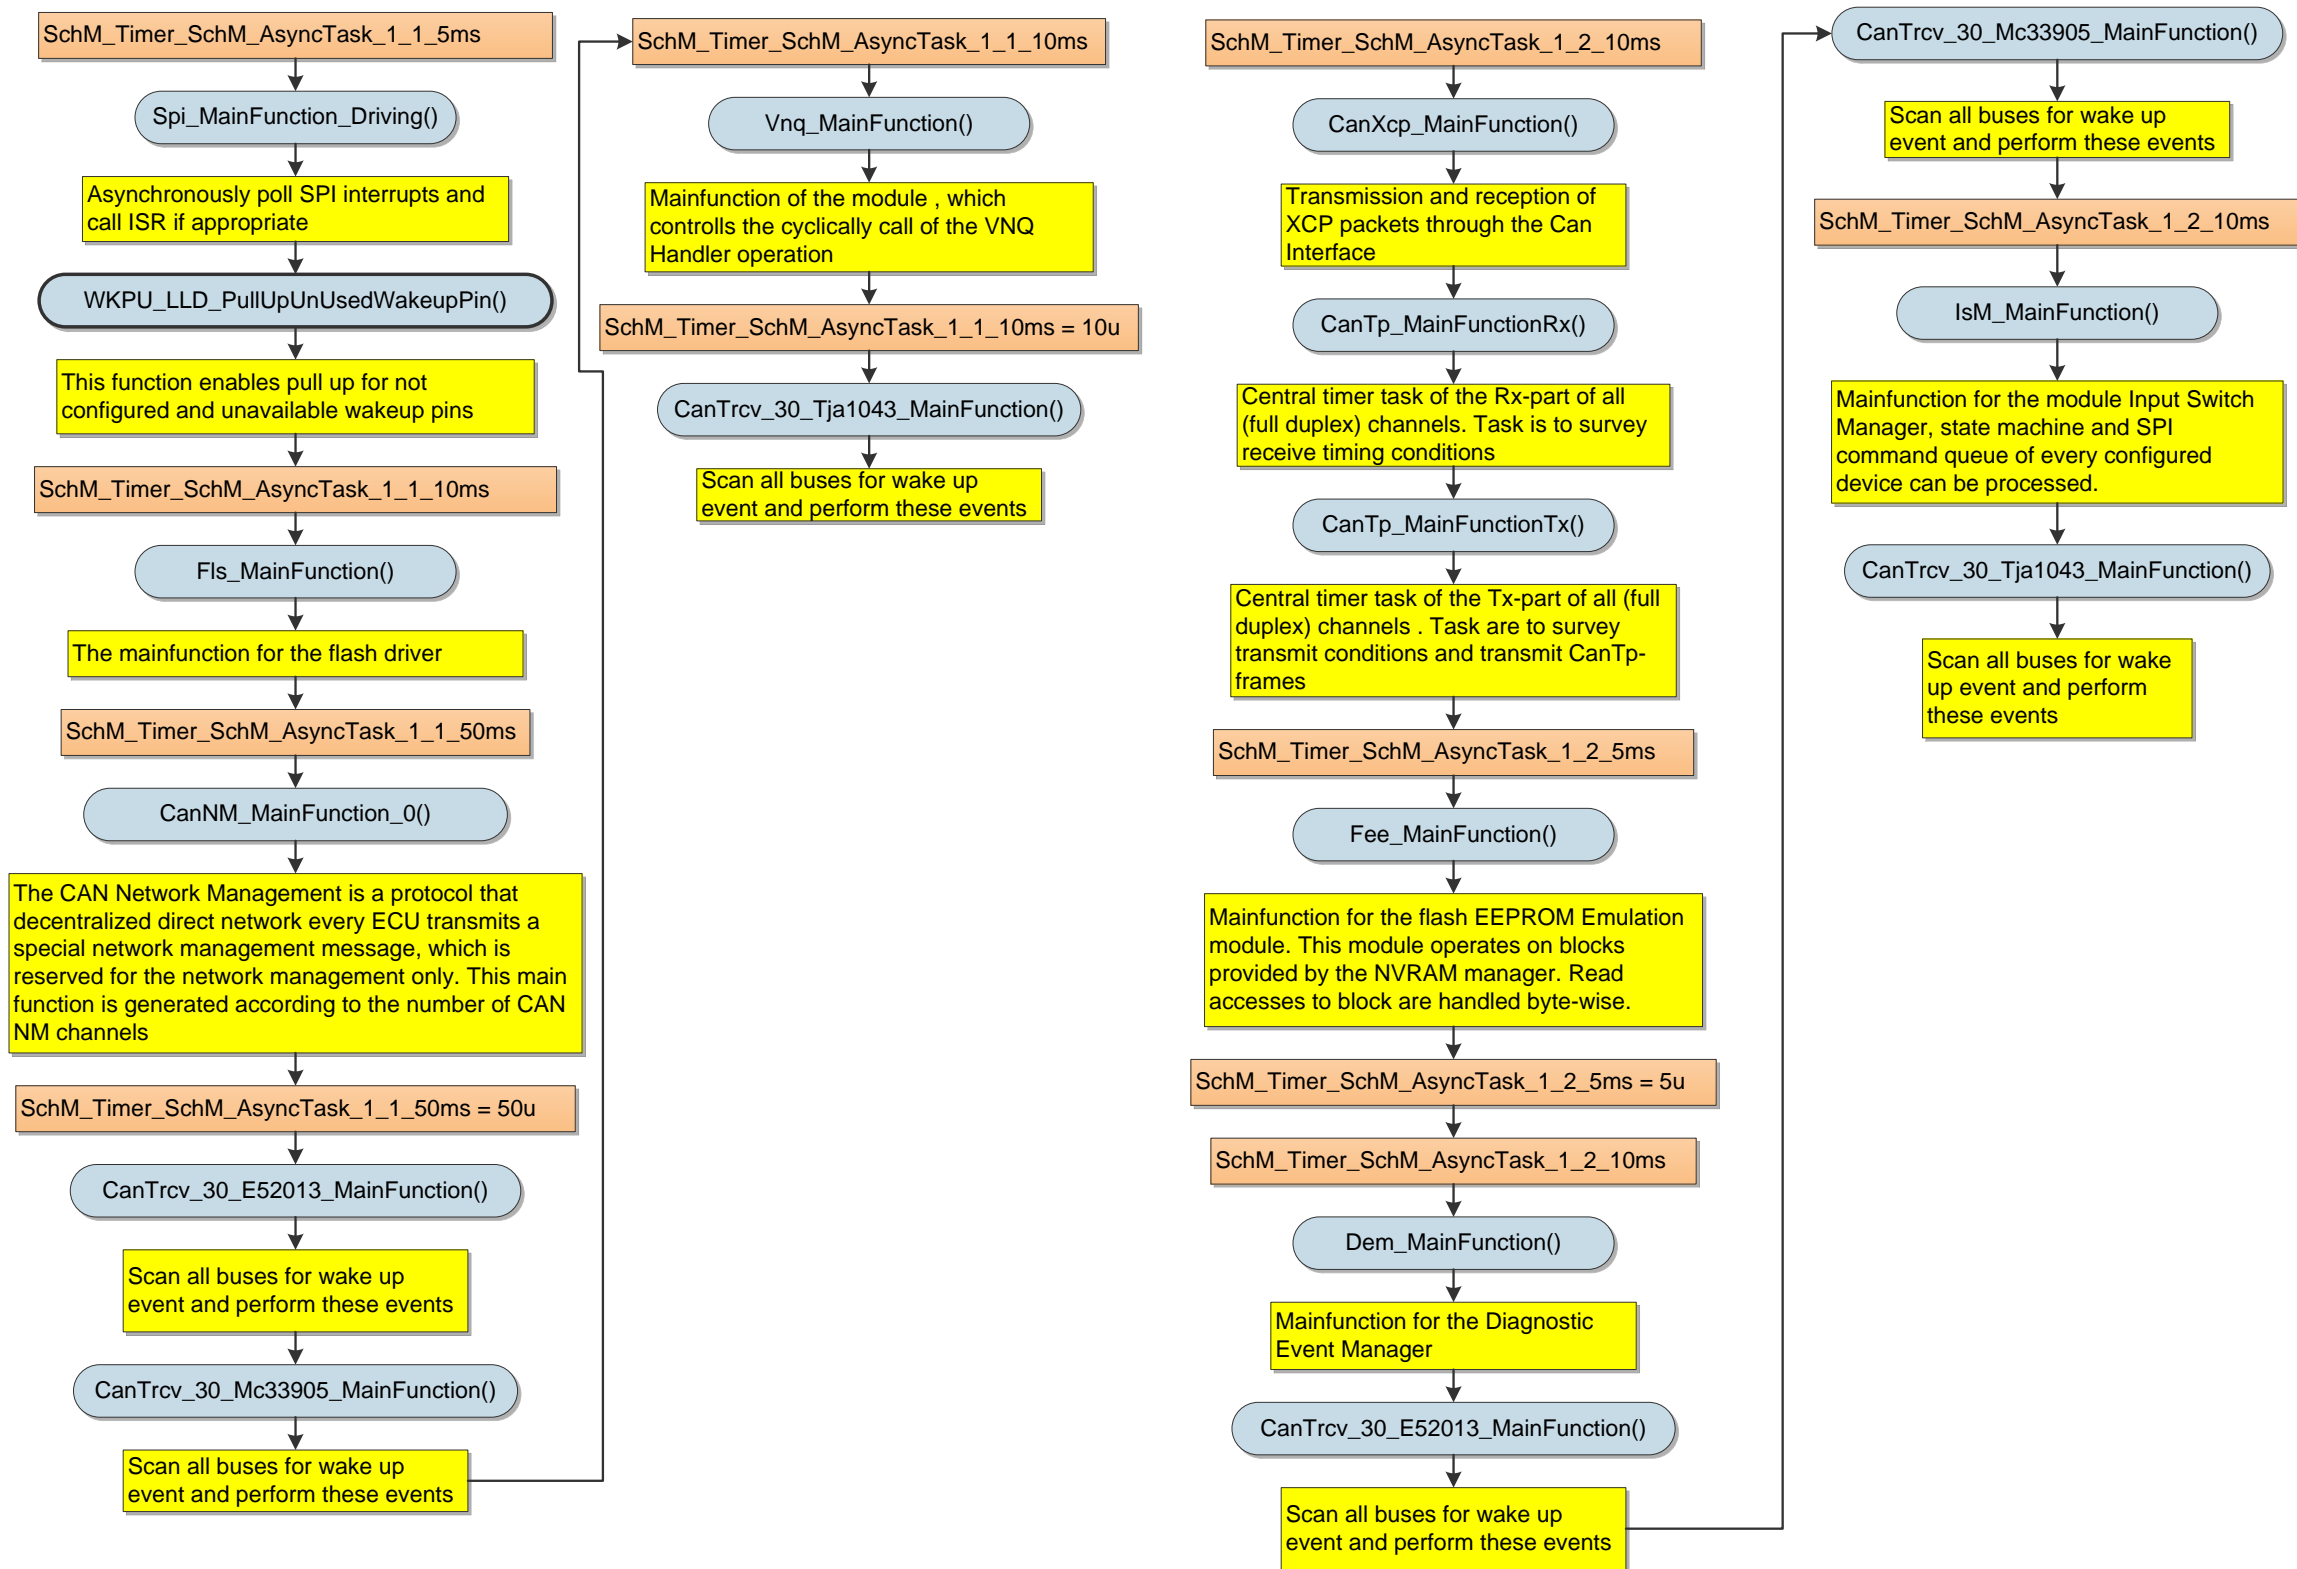 SchM_Timer_SchM_AsyncTask_1_1_5ms
Spi_MainFunction_Driving()
Asynchronously poll SPI interrupts and
call ISR if appropriate
WKPU_LLD_PullUpUnUsedWakeupPin()
This function enables pull up for not
configured and unavailable wakeup pins
SchM_Timer_SchM_AsyncTask_1_1_10ms
Fls_MainFunction()
The mainfunction for the flash driver
SchM_Timer_SchM_AsyncTask_1_1_50ms
CanNM_MainFunction_0()
The CAN Network Management is a protocol that
decentralized direct network every ECU transmits a
special network management message, which is
reserved for the network management only. This main
function is generated according to the number of CAN
NM channels
SchM_Timer_SchM_AsyncTask_1_1_50ms = 50u
CanTrcv_30_E52013_MainFunction()
Scan all buses for wake up
event and perform these events
CanTrcv_30_Mc33905_MainFunction()
Scan all buses for wake up
event and perform these events
SchM_Timer_SchM_AsyncTask_1_1_10ms
Vnq_MainFunction()
Mainfunction of the module , which
controlls the cyclically call of the VNQ
Handler operation
SchM_Timer_SchM_AsyncTask_1_1_10ms = 10u
CanTrcv_30_Tja1043_MainFunction()
Scan all buses for wake up
event and perform these events
SchM_Timer_SchM_AsyncTask_1_2_10ms
CanXcp_MainFunction()
Transmission and reception of
XCP packets through the Can
Interface
CanTp_MainFunctionRx()
Central timer task of the Rx-part of all
(full duplex) channels. Task is to survey
receive timing conditions
CanTp_MainFunctionTx()
Central timer task of the Tx-part of all (full
duplex) channels . Task are to survey
transmit conditions and transmit CanTp-
frames
SchM_Timer_SchM_AsyncTask_1_2_5ms
Fee_MainFunction()
Mainfunction for the flash EEPROM Emulation
module. This module operates on blocks
provided by the NVRAM manager. Read
accesses to block are handled byte-wise.
SchM_Timer_SchM_AsyncTask_1_2_5ms = 5u
SchM_Timer_SchM_AsyncTask_1_2_10ms
Dem_MainFunction()
Mainfunction for the Diagnostic
Event Manager
CanTrcv_30_E52013_MainFunction()
Scan all buses for wake up
event and perform these events
CanTrcv_30_Mc33905_MainFunction()
Scan all buses for wake up
event and perform these events
SchM_Timer_SchM_AsyncTask_1_2_10ms
IsM_MainFunction()
Mainfunction for the module Input Switch
Manager, state machine and SPI
command queue of every configured
device can be processed.
CanTrcv_30_Tja1043_MainFunction()
Scan all buses for wake
up event and perform
these events